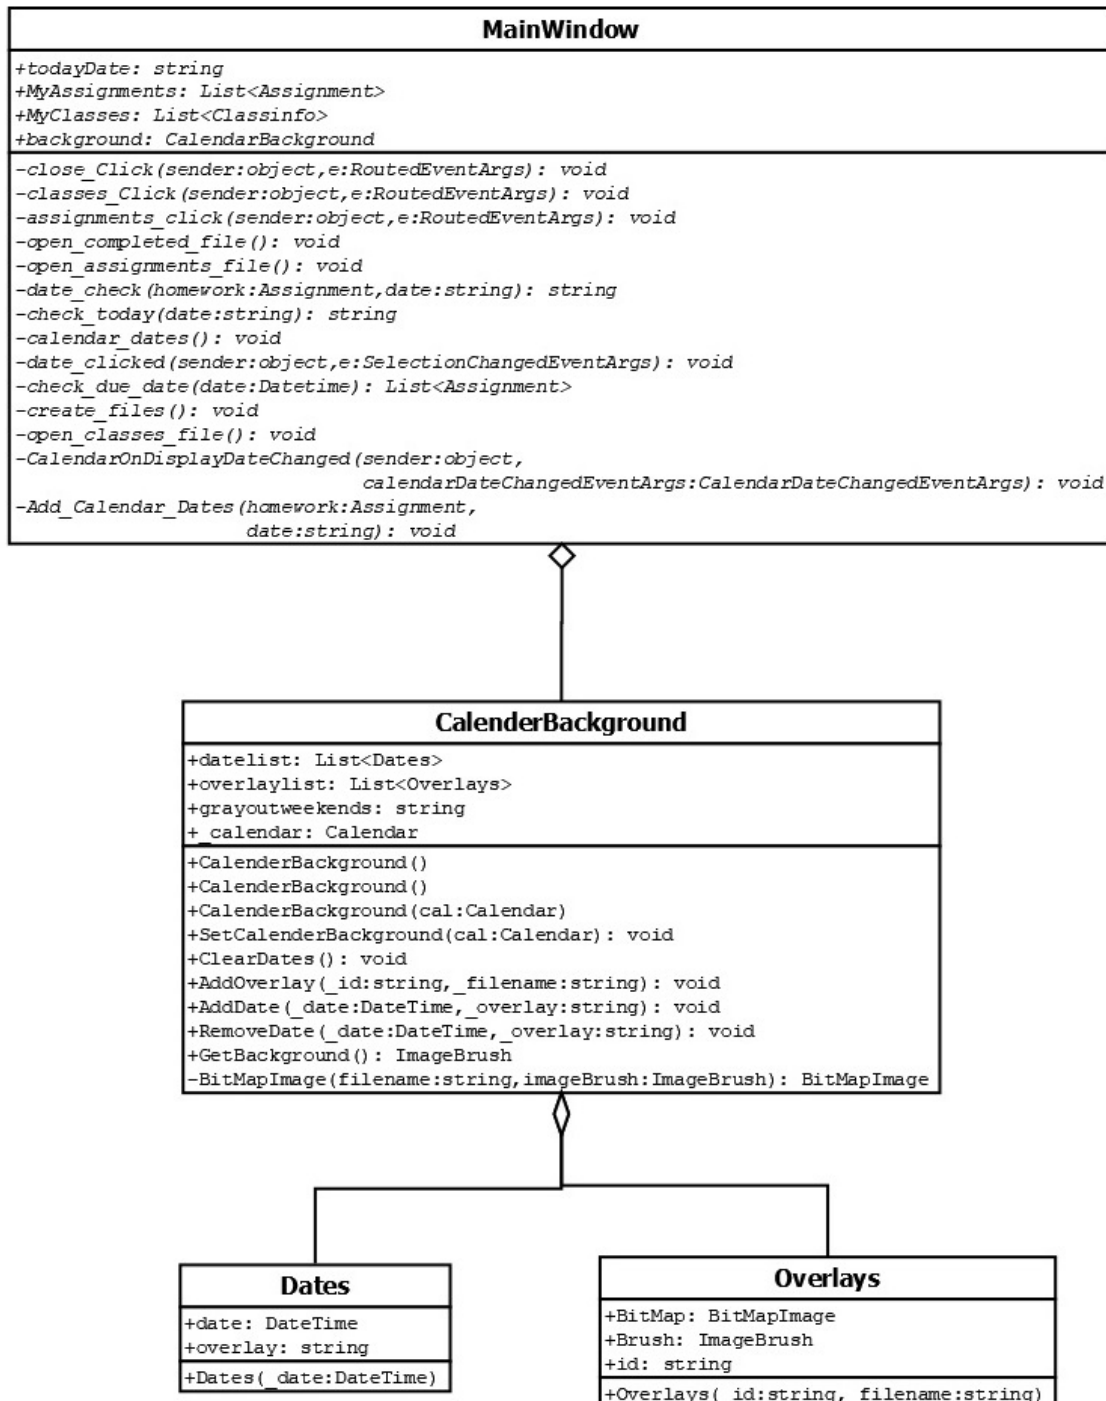 MainWindow
+todayDate: string
+MyAssignments: List<Assignment>
+MyClasses: List<Classinfo>
+background: CalendarBackground
-close_Click(sender:object,e:RoutedEventArgs): void
-classes_Click(sender:object,e:RoutedEventArgs): void
-assignments_click(sender:object,e:RoutedEventArgs): void
-open_completed_file(): void
-open_assignments_file(): void
-date_check(homework:Assignment,date:string): string
-check_today(date:string): string
-calendar_dates(): void
-date_clicked(sender:object,e:SelectionChangedEventArgs): void
-check_due_date(date:Datetime): List<Assignment>
-create_files(): void
-open_classes_file(): void
-CalendarOnDisplayDateChanged(sender:object,
calendarDateChangedEventArgs:CalendarDateChangedEventArgs): void
-Add_Calendar_Dates(homework:Assignment,
date:string): void
CalenderBackground
+datelist: List<Dates>
+overlaylist: List<Overlays>
+grayoutweekends: string
+_calendar: Calendar
+CalenderBackground()
+CalenderBackground()
+CalenderBackground(cal:Calendar)
+SetCalenderBackground(cal:Calendar): void
+ClearDates(): void
+AddOverlay(_id:string,_filename:string): void
+AddDate(_date:DateTime,_overlay:string): void
+RemoveDate(_date:DateTime,_overlay:string): void
+GetBackground(): ImageBrush
-BitMapImage(filename:string,imageBrush:ImageBrush): BitMapImage
Dates
+date: DateTime
+overlay: string
+Dates(_date:DateTime)
Overlays
+BitMap: BitMapImage
+Brush: ImageBrush
+id: string
+Overlays(_id:string,_filename:string)